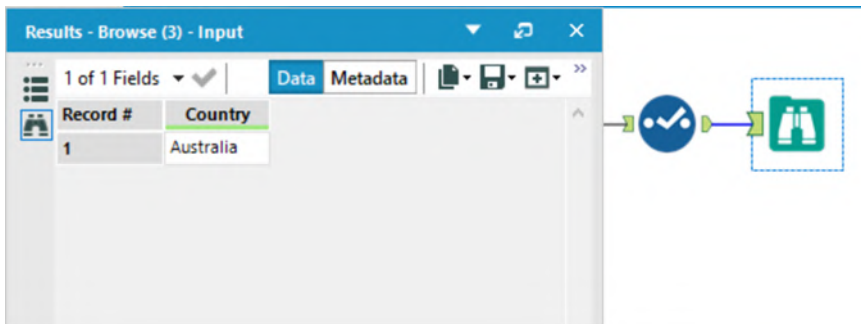 Results - Browse (3) - Input
1 of 1 Fields
Data Metadata
Record # Country
1 Australia